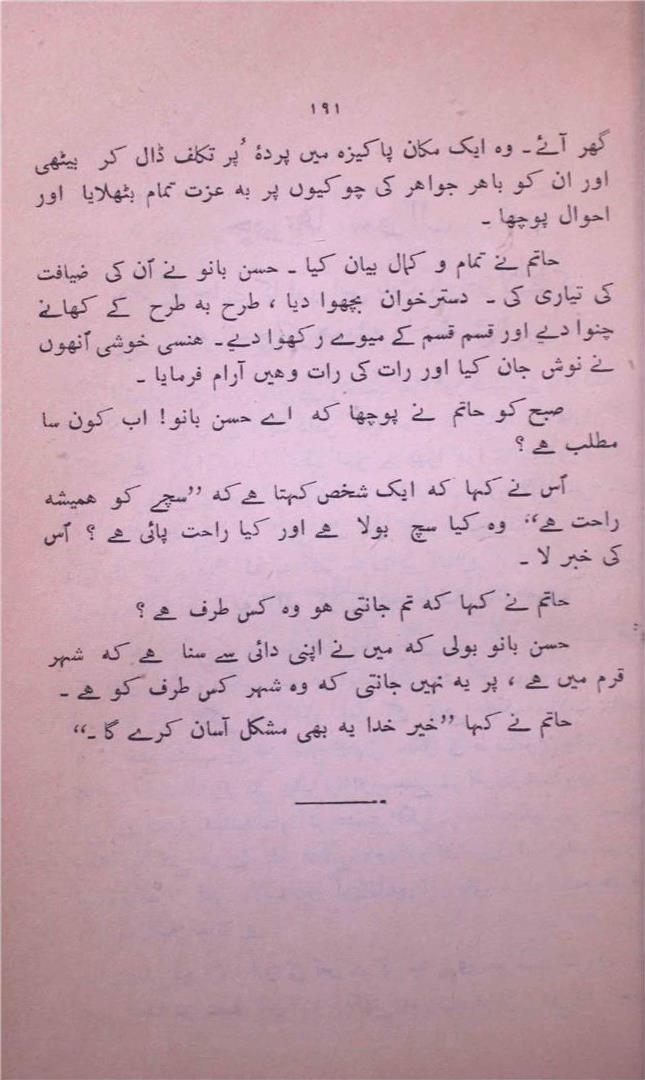 ۱۹۱
گھر آئے۔ وہ ایک مکان پاکیزہ میں پردۂ پُر تکلف ڈال کر بیٹھی
اور ان کو باہر جواہر کی چوکیوں پر بہ عزت تمام بٹھلایا اور
احوال پوچھا۔
حاتم نے تمام و کمال بیان کیا۔ حسن بانو نے اُن کی ضیافت
کی تیاری کی۔ دسترخوان بچھوا دیا، طرح بہ طرح کے کھانے
چنوا دیے اور قسم قسم کے میوے رکھوا دیے۔ ہنسی خوشی اُنھوں
نے نوش جان کیا اور رات کی رات وہیں آرام فرمایا۔
صبح کو حاتم نے پوچھا کہ اے حسن بانو! اب کون سا
مطلب ہے؟
اُس نے کہا کہ ایک شخص کہتا ہے کہ ”سچے کو ہمیشہ
راحت ہے“ وہ کیا سچ بولا ہے اور کیا راحت پائی ہے؟ اُس
کی خبر لا۔
حاتم نے کہا کہ تم جانتی ہو وہ کس طرف ہے؟
حسن بانو بولی کہ میں نے اپنی دائی سے سنا ہے کہ شہر
قرم میں ہے، پر یہ نہیں جانتی کہ وہ شہر کس طرف کو ہے۔
حاتم نے کہا ”خیر خدا یہ بھی مشکل آسان کرے گا۔“